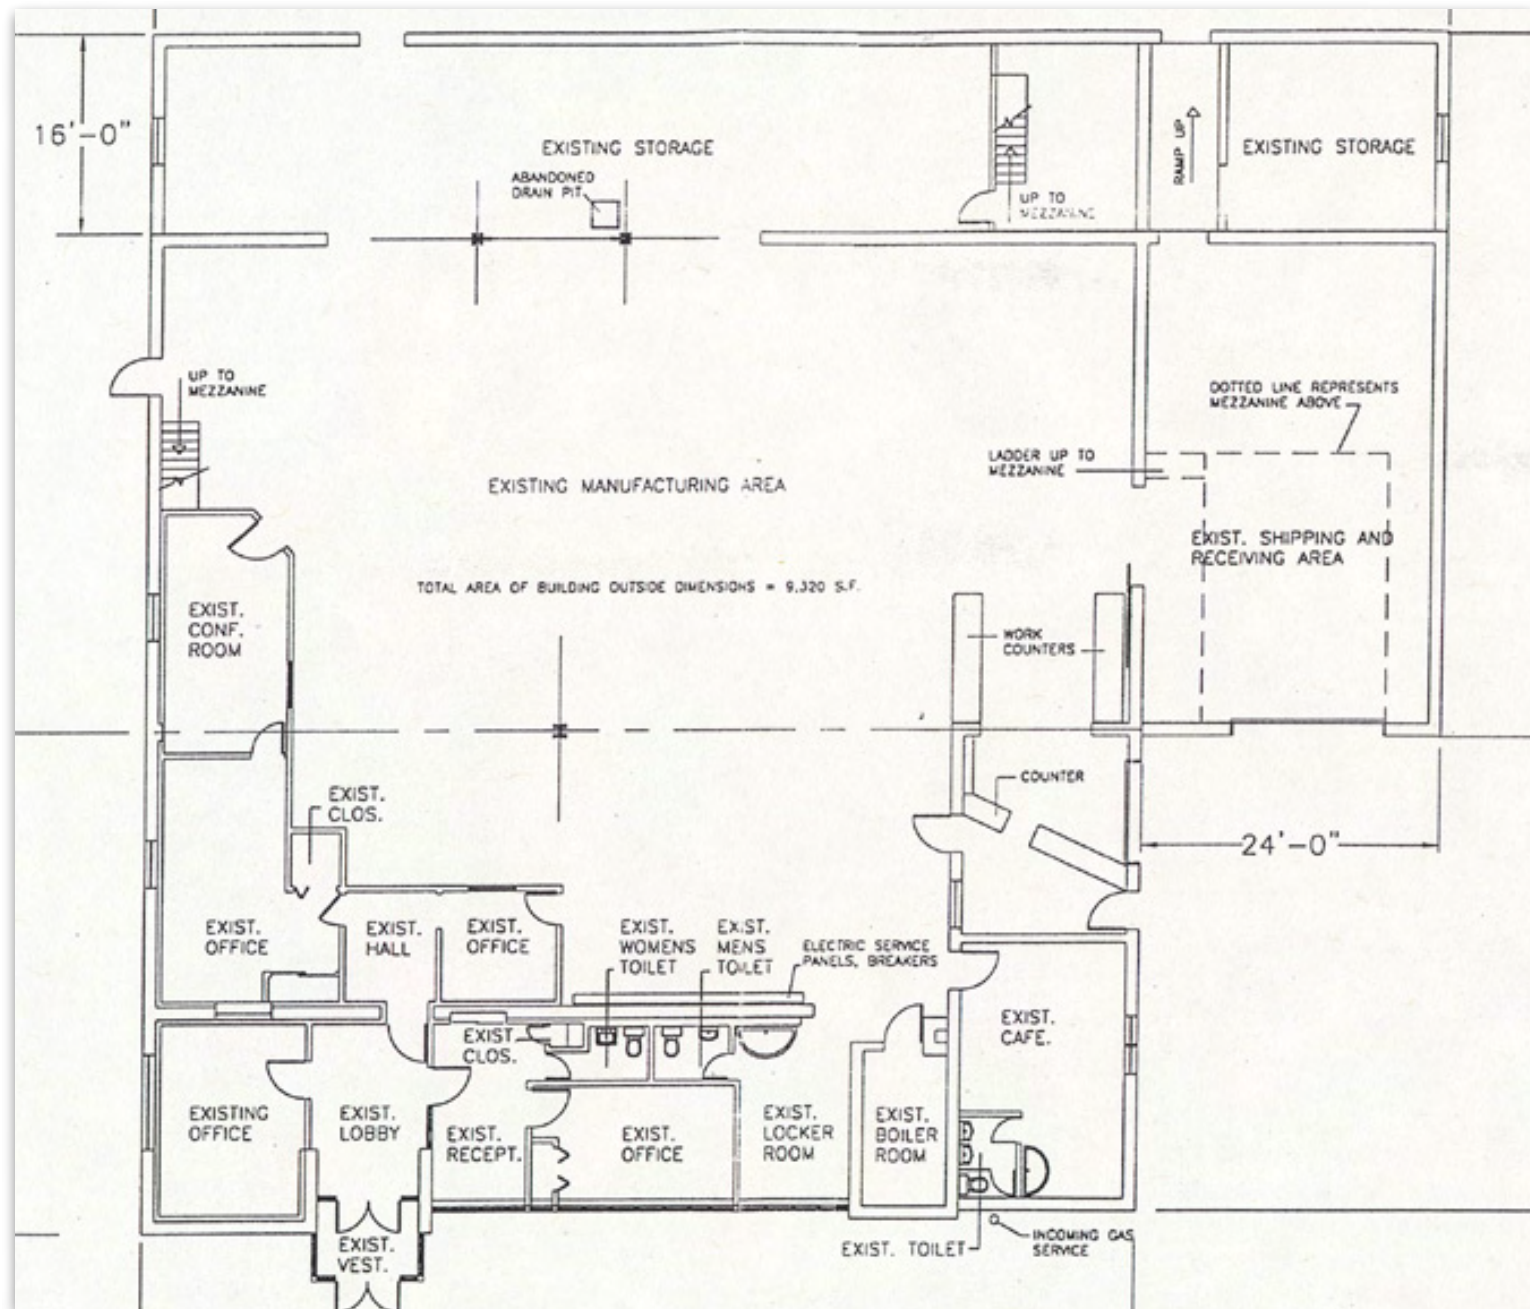 16'-0"
EXISTING STORAGE
ABANDONED
DRAIN PIT
UP TO
MEZZANINE
RAMP UP
EXISTING STORAGE
UP TO
MEZZANINE
DOTTED LINE REPRESENTS
MEZZANINE ABOVE
LADDER UP TO
MEZZANINE
EXISTING MANUFACTURING AREA
EXIST. SHIPPING AND
RECEIVING AREA
TOTAL AREA OF BUILDING OUTSIDE DIMENSIONS = 9,320 S.F.
EXIST.
CONF.
ROOM
WORK
COUNTERS
COUNTER
EXIST.
CLOS.
24'-0"
EXIST.
OFFICE
EXIST.
HALL
EXIST.
OFFICE
EXIST.
WOMENS
TOILET
EXIST.
MENS
TOILET
ELECTRIC SERVICE
PANELS, BREAKERS
EXIST.
CAFE.
EXIST.
CLOS.
EXISTING
OFFICE
EXIST.
LOBBY
EXIST.
RECEPT.
EXIST.
OFFICE
EXIST.
LOCKER
ROOM
EXIST.
BOILER
ROOM
EXIST.
VEST.
EXIST. TOILET
INCOMING GAS
SERVICE